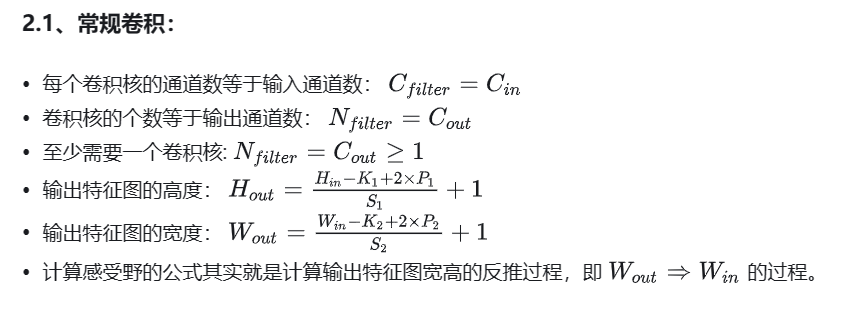 2.1、常规卷积：
• 每个卷积核的通道数等于输入通道数： $C_{filter} = C_{in}$
• 卷积核的个数等于输出通道数： $N_{filter} = C_{out}$
• 至少需要一个卷积核: $N_{filter} = C_{out} \geq 1$
• 输出特征图的高度： $H_{out} = \frac{H_{in}-K_1+2\times P_1}{S_1} + 1$
• 输出特征图的宽度： $W_{out} = \frac{W_{in}-K_2+2\times P_2}{S_2} + 1$
• 计算感受野的公式其实就是计算输出特征图宽高的反推过程，即 $W_{out} \Rightarrow W_{in}$ 的过程。